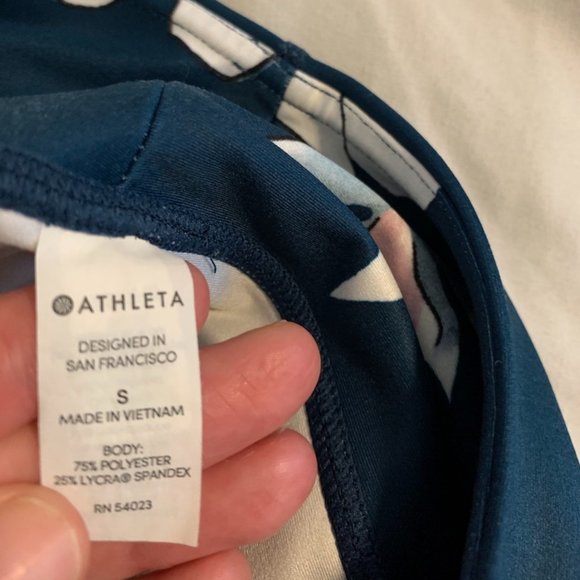 ATHLETA
DESIGNED IN
SAN FRANCISCO
S
MADE IN VIETNAM
BODY:
75% POLYESTER
25% LYCRA® SPANDEX
RN 54023